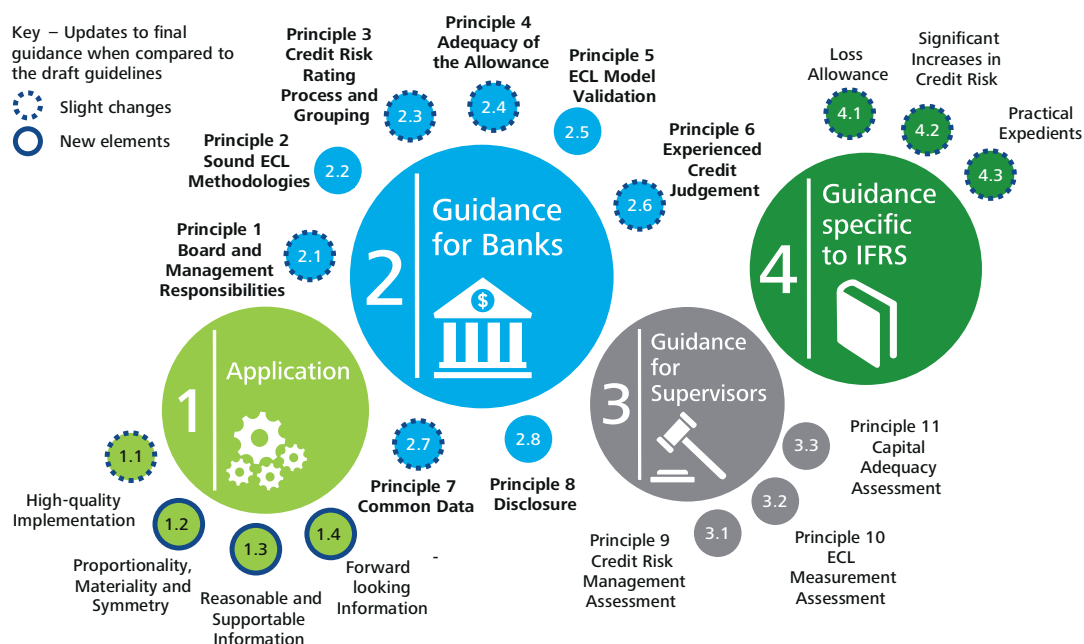 Key – Updates to final
guidance when compared to
the draft guidelines
Slight changes
New elements
Principle 3
Credit Risk
Rating
Process and
Grouping
2.3
Principle 4
Adequacy of
the Allowance
2.4
Principle 5
ECL Model
Validation
2.5
Principle 2
Sound ECL
Methodologies
2.2
Principle 6
Experienced
Credit
Judgement
2.6
Principle 1
Board and
Management
Responsibilities
2.1
2
Guidance
for Banks
$
Loss
Allowance
4.1
Significant
Increases in
Credit Risk
4.2
Practical
Expedients
4.3
4
Guidance
specific
to IFRS
1
Application
1.1
High-quality
Implementation
1.2
Proportionality,
Materiality and
Symmetry
1.3
Reasonable and
Supportable
Information
1.4
Forward
looking
Information
-
2.7
Principle 7
Common Data
2.8
Principle 8
Disclosure
3
Guidance
for
Supervisors
3.1
Principle 9
Credit Risk
Management
Assessment
3.2
Principle 10
ECL
Measurement
Assessment
3.3
Principle 11
Capital
Adequacy
Assessment